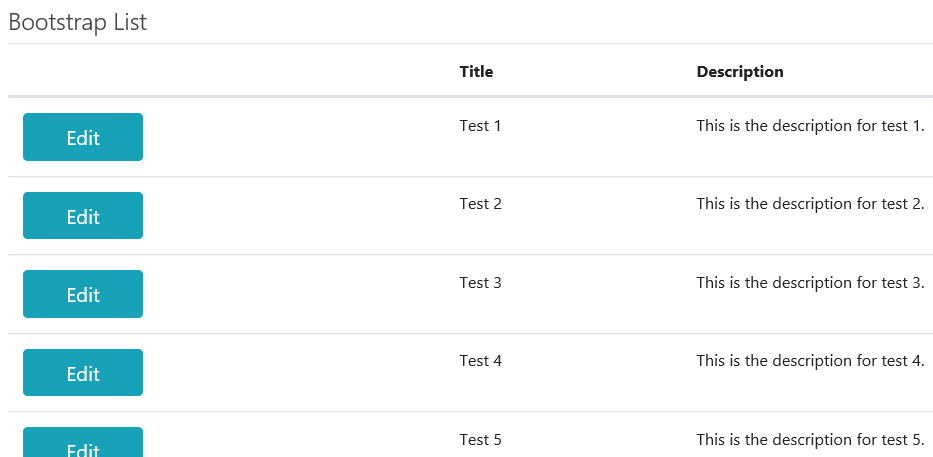 Bootstrap List
Title Description
Edit Test 1 This is the description for test 1.
Edit Test 2 This is the description for test 2.
Edit Test 3 This is the description for test 3.
Edit Test 4 This is the description for test 4.
Edit Test 5 This is the description for test 5.